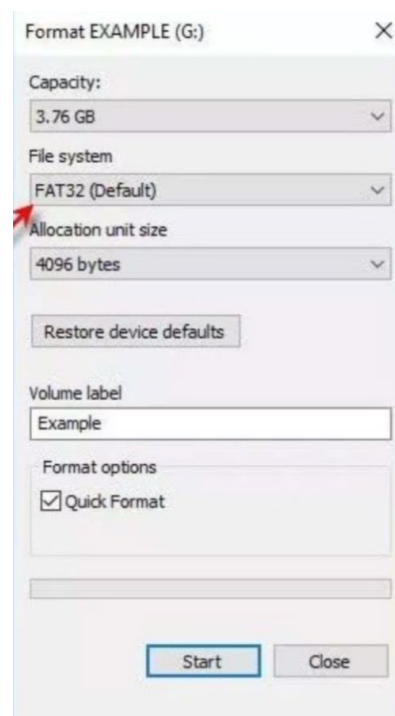 Format EXAMPLE (G:)
Capacity:
3.76 GB
File system
FAT32 (Default)
Allocation unit size
4096 bytes
Restore device defaults
Volume label
Example
Format options
Quick Format
Start Close